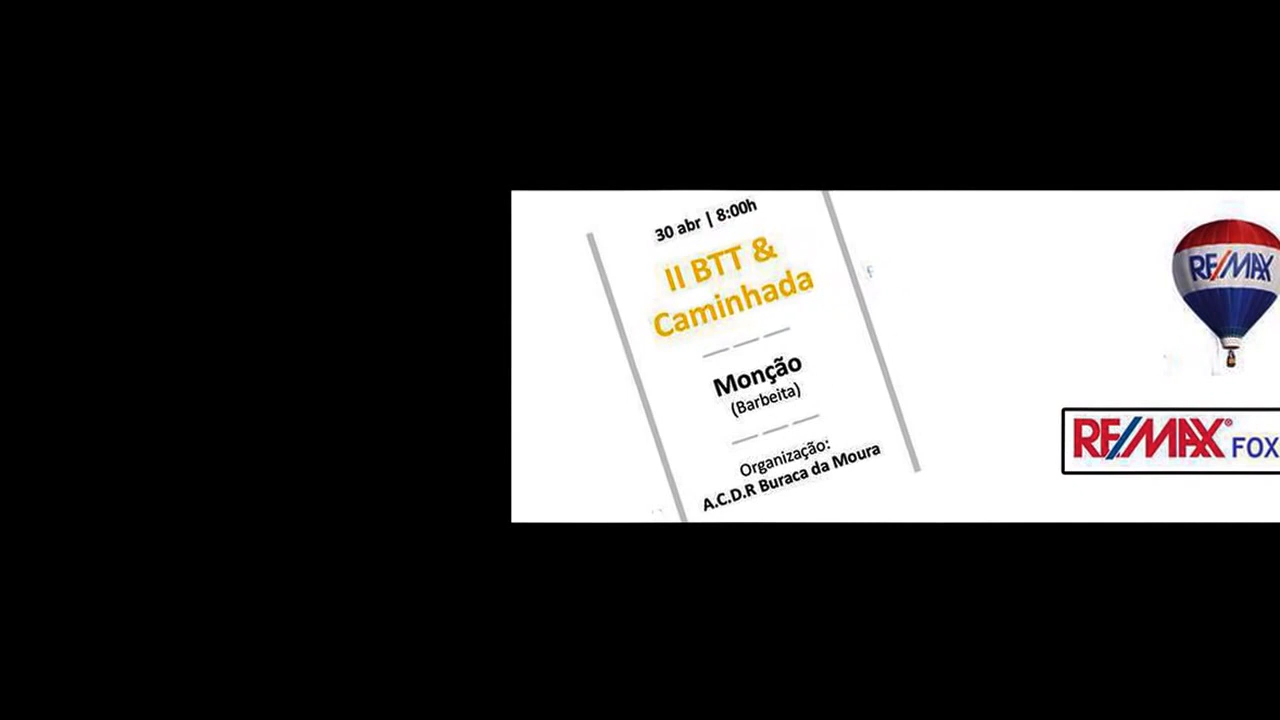 30 abr | 8:00h
II BTT &
Caminhada
Monção
(Barbeita)
Organização:
A.C.D.R Buraca da Moura
RE/MAX
RE/MAX® FOX